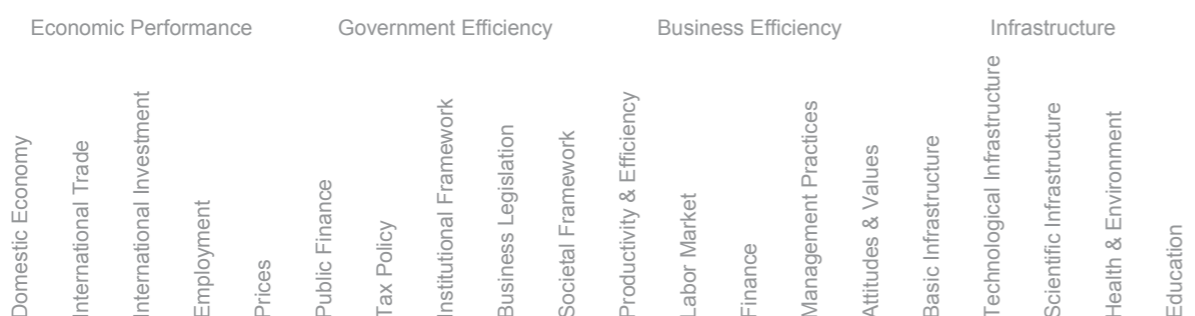 Economic Performance
Government Efficiency
Business Efficiency
Infrastructure
Domestic Economy
International Trade
International Investment
Employment
Prices
Public Finance
Tax Policy
Institutional Framework
Business Legislation
Societal Framework
Productivity & Efficiency
Labor Market
Finance
Management Practices
Attitudes & Values
Basic Infrastructure
Technological Infrastructure
Scientific Infrastructure
Health & Environment
Education